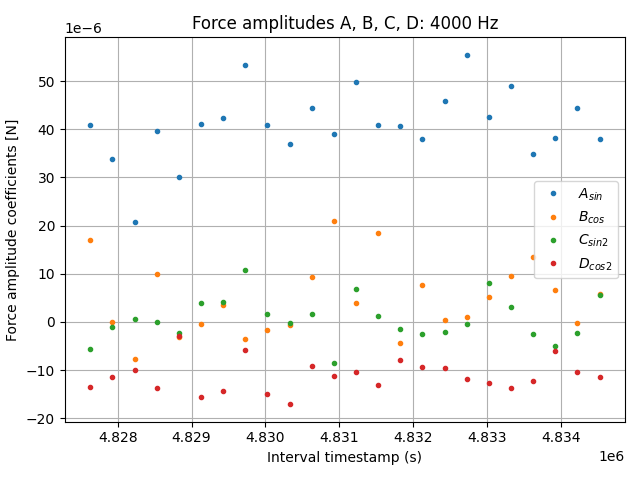 Force amplitudes A, B, C, D: 4000 Hz
1e−6
Force amplitude coefficients [N]
50
40
30
20
10
0
−10
−20
A_sin
B_cos
C_sin2
D_cos2
4.828 4.829 4.830 4.831 4.832 4.833 4.834
Interval timestamp (s)
1e6